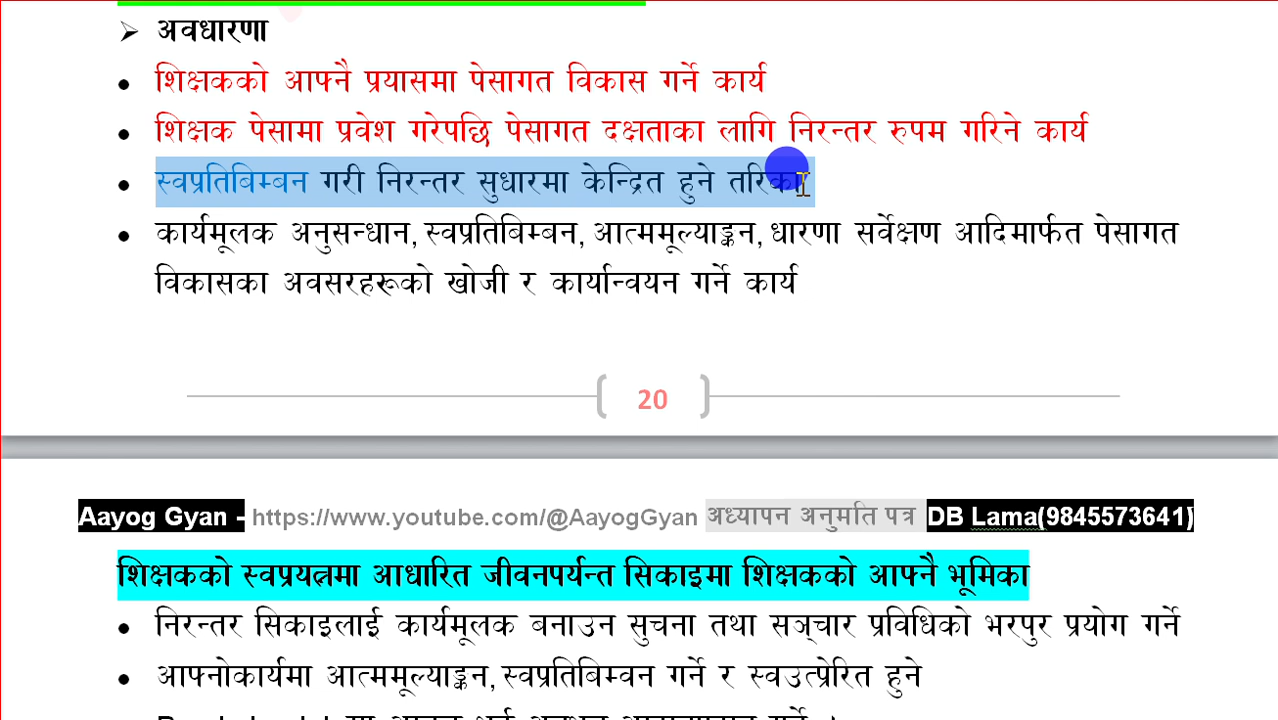 ➢ अवधारणा
• शिक्षकको आफ्नै प्रयासमा पेसागत विकास गर्ने कार्य
• शिक्षक पेसामा प्रवेश गरेपछि पेसागत दक्षताका लागि निरन्तर रुपम गरिने कार्य
• स्वप्रतिबिम्बन गरी निरन्तर सुधारमा केन्द्रित हुने तरिका
• कार्यमूलक अनुसन्धान, स्वप्रतिबिम्बन, आत्ममूल्याङ्कन, धारणा सर्वेक्षण आदिमार्फत पेसागत
विकासका अवसरहरूको खोजी र कार्यान्वयन गर्ने कार्य
20
Aayog Gyan - https://www.youtube.com/@AayogGyan अध्यापन अनुमति पत्र DB Lama(9845573641)
शिक्षकको स्वप्रयत्नमा आधारित जीवनपर्यन्त सिकाइमा शिक्षकको आफ्नै भूमिका
• निरन्तर सिकाइलाई कार्यमूलक बनाउन सुचना तथा सञ्चार प्रविधिको भरपुर प्रयोग गर्ने
• आफ्नोकार्यमा आत्ममूल्याङ्कन, स्वप्रतिबिम्वन गर्ने र स्वउत्प्रेरित हुने